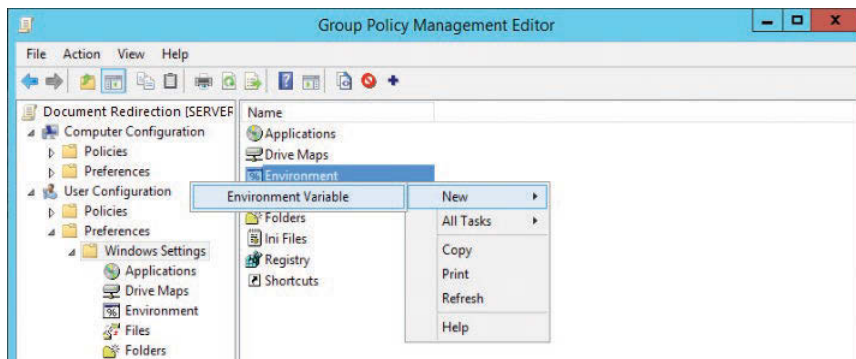 Group Policy Management Editor
File Action View Help
Document Redirection [SERVER
Computer Configuration
Policies
Preferences
User Configuration
Policies
Preferences
Windows Settings
Applications
Drive Maps
Environment
Files
Folders
Name
Applications
Drive Maps
Environment
Folders
Ini Files
Registry
Shortcuts
Environment Variable
New
All Tasks
Copy
Print
Refresh
Help